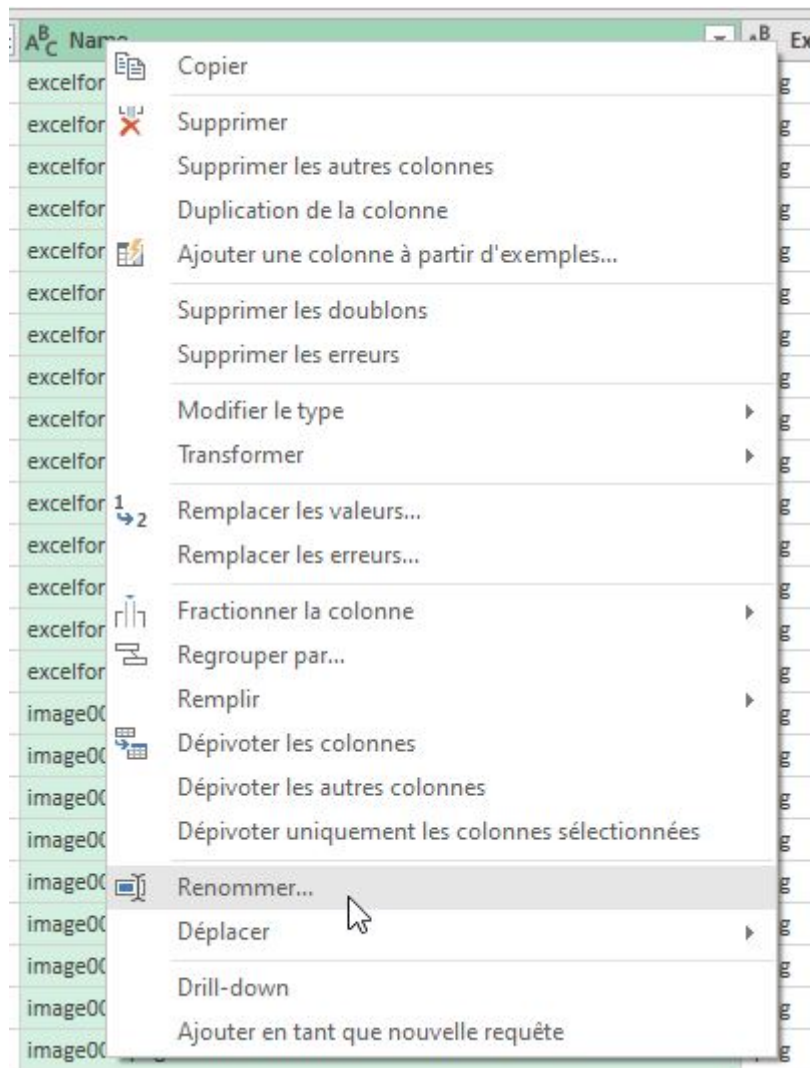 ABC Name
AB Ex
Copier
excelfor
Supprimer
excelfor
Supprimer les autres colonnes
excelfor
Duplication de la colonne
excelfor
Ajouter une colonne à partir d'exemples...
excelfor
Supprimer les doublons
excelfor
Supprimer les erreurs
excelfor
excelfor
Modifier le type
excelfor
Transformer
excelfor
Remplacer les valeurs...
excelfor
Remplacer les erreurs...
excelfor
Fractionner la colonne
excelfor
Regrouper par...
excelfor
excelfor
Remplir
image00
Dépivoter les colonnes
image00
Dépivoter les autres colonnes
image00
Dépivoter uniquement les colonnes sélectionnées
image00
Renommer...
image00
Déplacer
image00
image00
Drill-down
image00
Ajouter en tant que nouvelle requête
image00